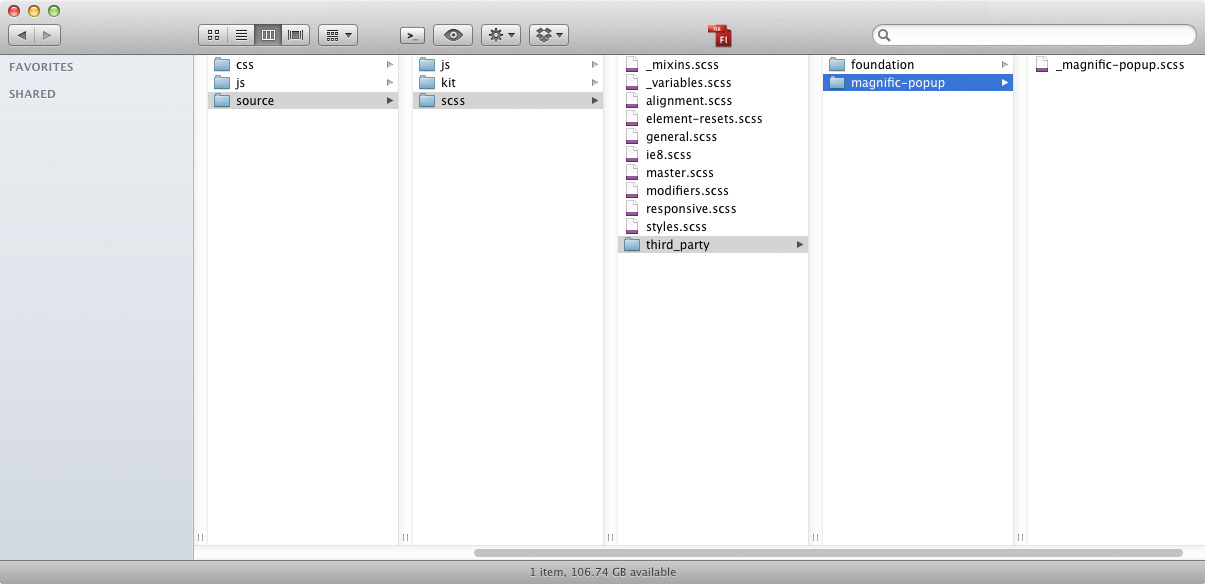 FAVORITES
SHARED
css
js
source
js
kit
scss
_mixins.scss
_variables.scss
alignment.scss
element-resets.scss
general.scss
ie8.scss
master.scss
modifiers.scss
responsive.scss
styles.scss
third_party
foundation
magnific-popup
_magnific-popup.scss
1 item, 106.74 GB available